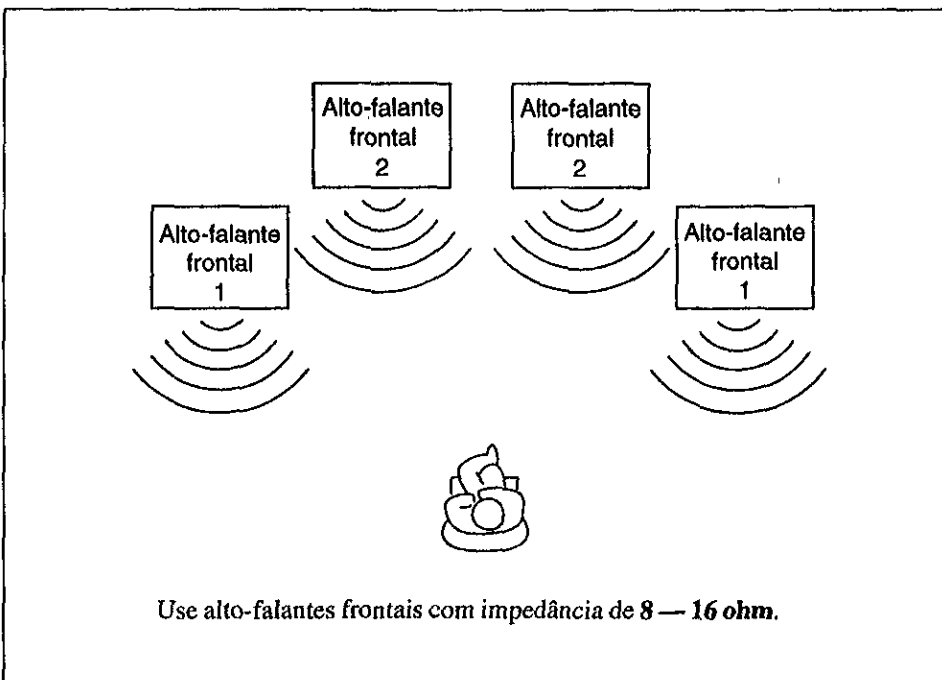 Alto-falante
frontal
2
Alto-falante
frontal
2
Alto-falante
frontal
1
Alto-falante
frontal
1
Use alto-falantes frontais com impedância de 8 — 16 ohm.